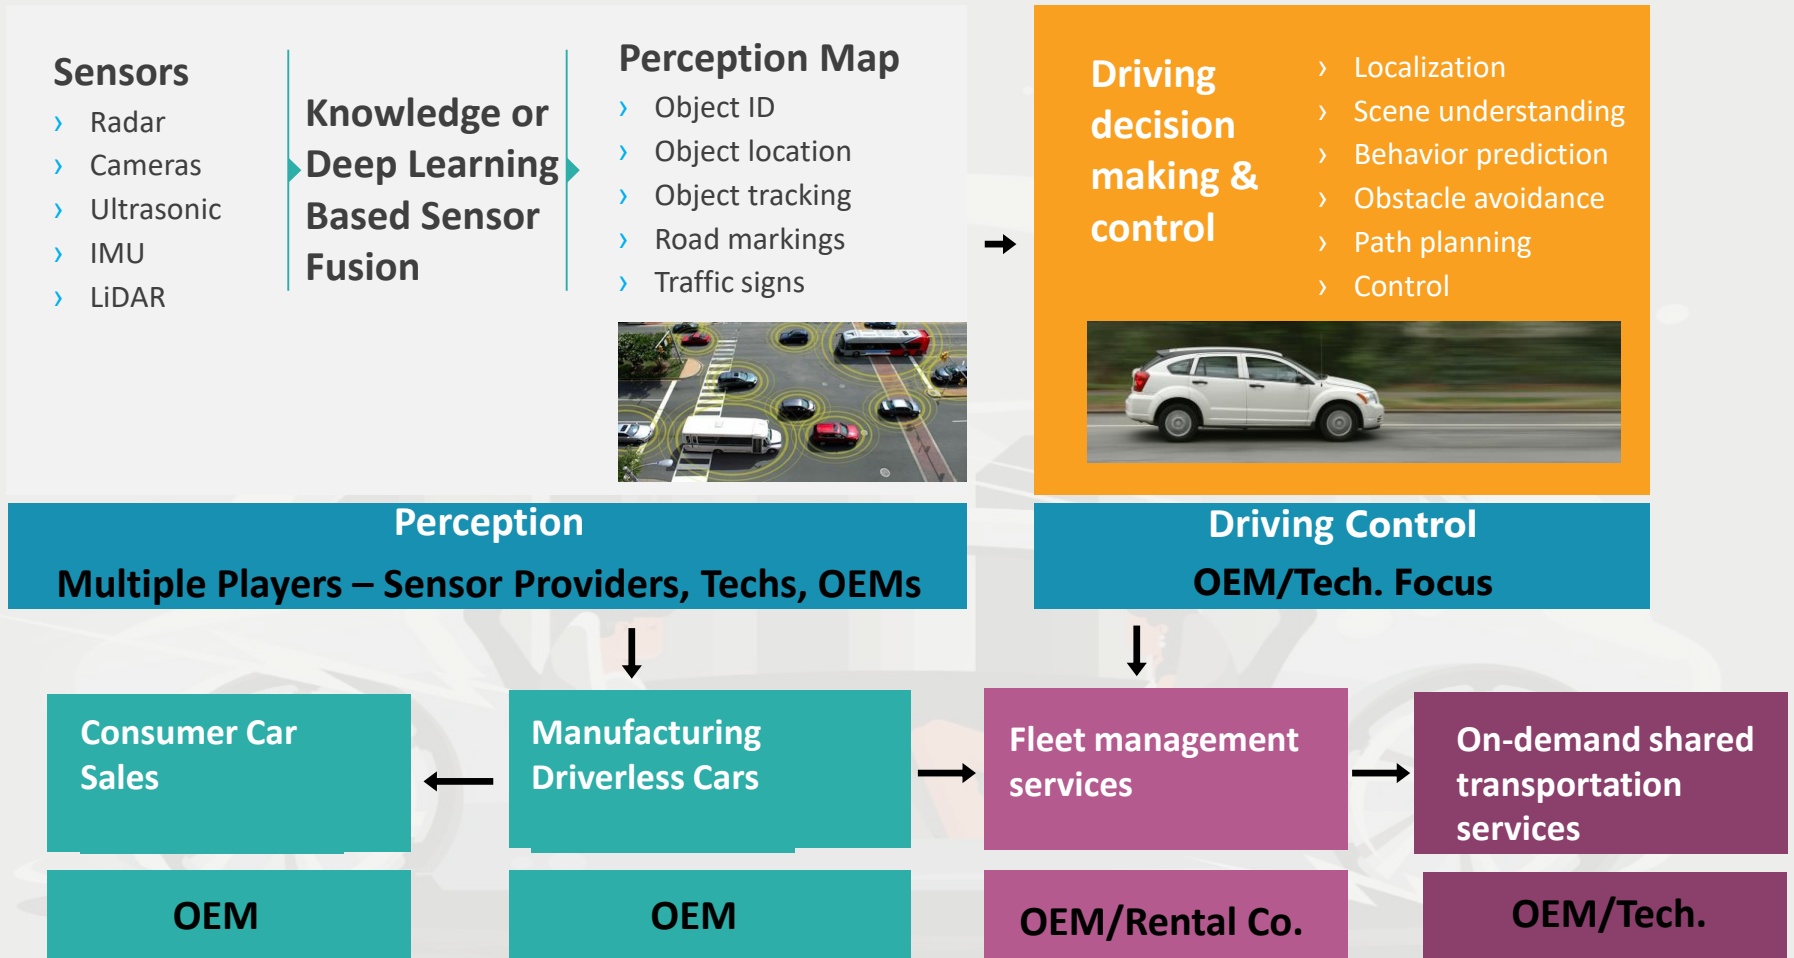 Sensors
› Radar
› Cameras
› Ultrasonic
› IMU
› LiDAR
Knowledge or
Deep Learning
Based Sensor
Fusion
Perception Map
› Object ID
› Object location
› Object tracking
› Road markings
› Traffic signs
Driving
decision
making &
control
› Localization
› Scene understanding
› Behavior prediction
› Obstacle avoidance
› Path planning
› Control
Perception
Multiple Players – Sensor Providers, Techs, OEMs
Driving Control
OEM/Tech. Focus
Consumer Car
Sales
OEM
Manufacturing
Driverless Cars
OEM
Fleet management
services
OEM/Rental Co.
On-demand shared
transportation
services
OEM/Tech.